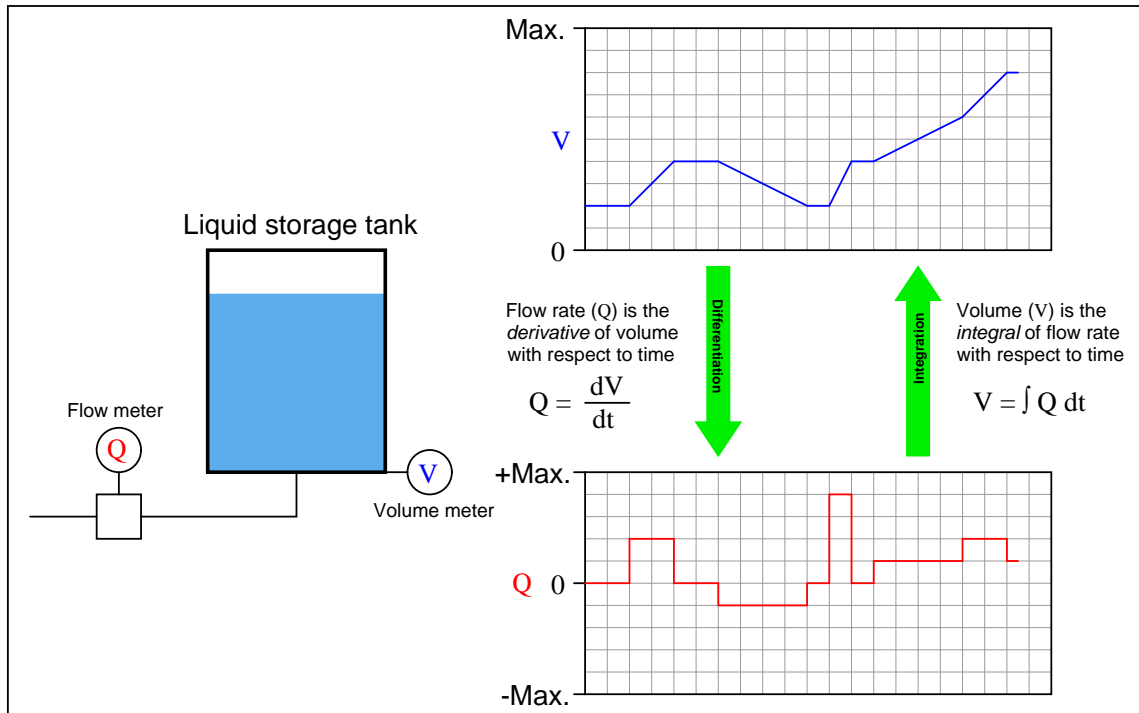 Liquid storage tank
Flow meter
Q
V
Volume meter
Max.
V
0
Flow rate (Q) is the
derivative of volume
with respect to time
Q = dV
dt
Differentiation
Integration
Volume (V) is the
integral of flow rate
with respect to time
V = ∫ Q dt
+Max.
Q 0
-Max.